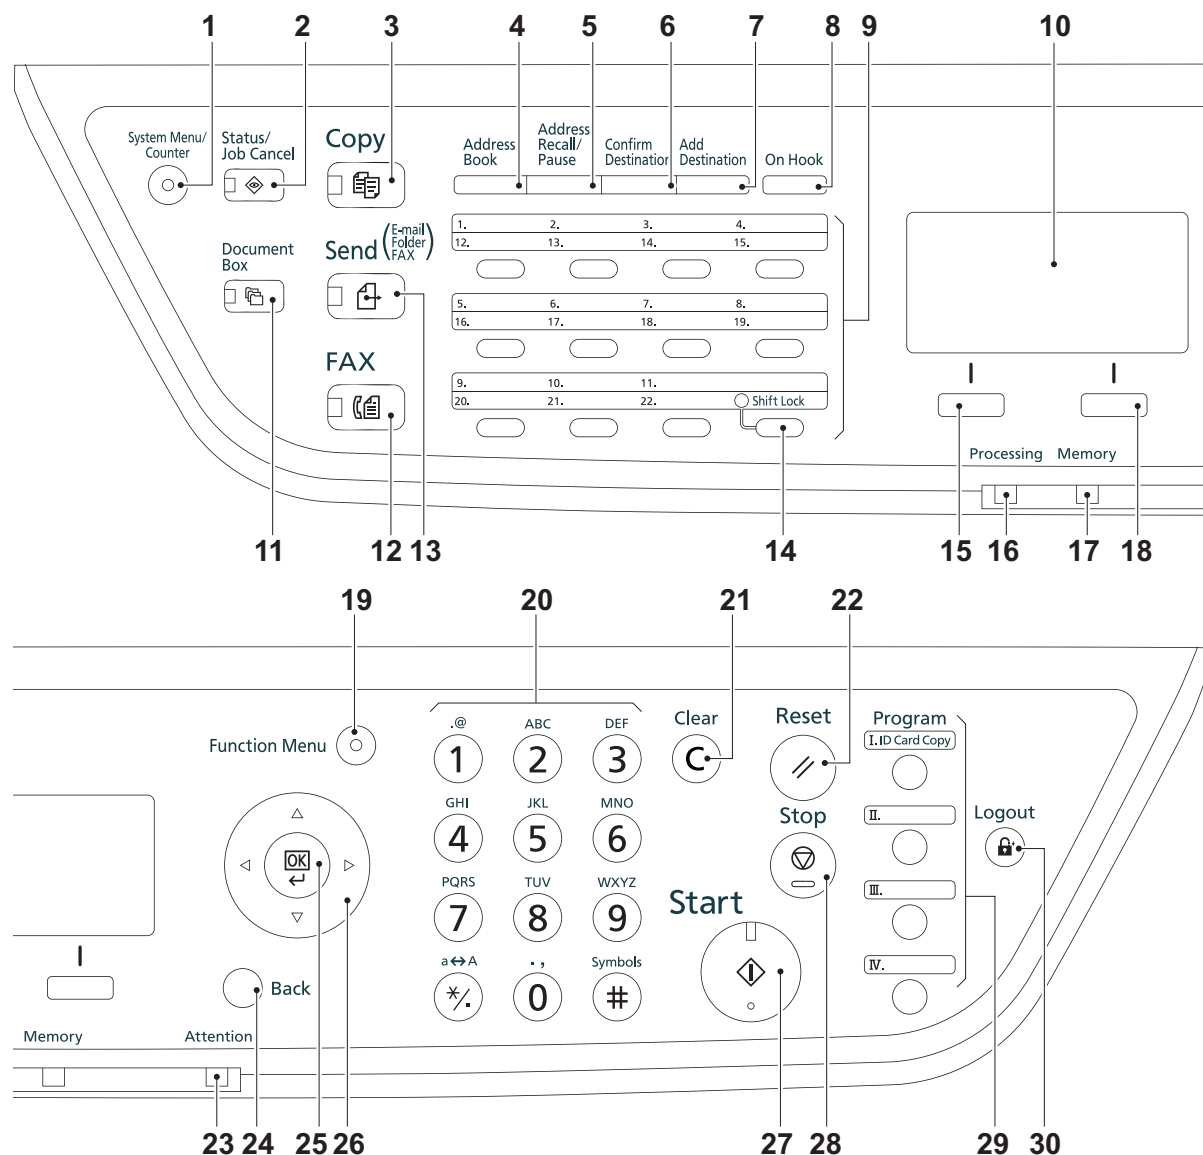 1 2 3 4 5 6 7 8 9 10
System Menu/
Counter
Status/
Job Cancel
Copy
Address
Book
Address
Recall/
Pause
Confirm
Destination
Add
Destination
On Hook
Document
Box
Send (E-mail
Folder
FAX)
FAX
1. 2. 3. 4.
12. 13. 14. 15.
5. 6. 7. 8.
16. 17. 18. 19.
9. 10. 11.
20. 21. 22. Shift Lock
Processing Memory
11 12 13 14 15 16 17 18
19 20 21 22
Function Menu
.@ ABC DEF
1 2 3
GHI JKL MNO
4 5 6
PQRS TUV WXYZ
7 8 9
a↔A . , Symbols
*/. 0 #
Clear
C
Reset
Stop
Start
Program
I. ID Card Copy
II.
III.
IV.
Logout
OK
Back
Memory Attention
23 24 25 26 27 28 29 30